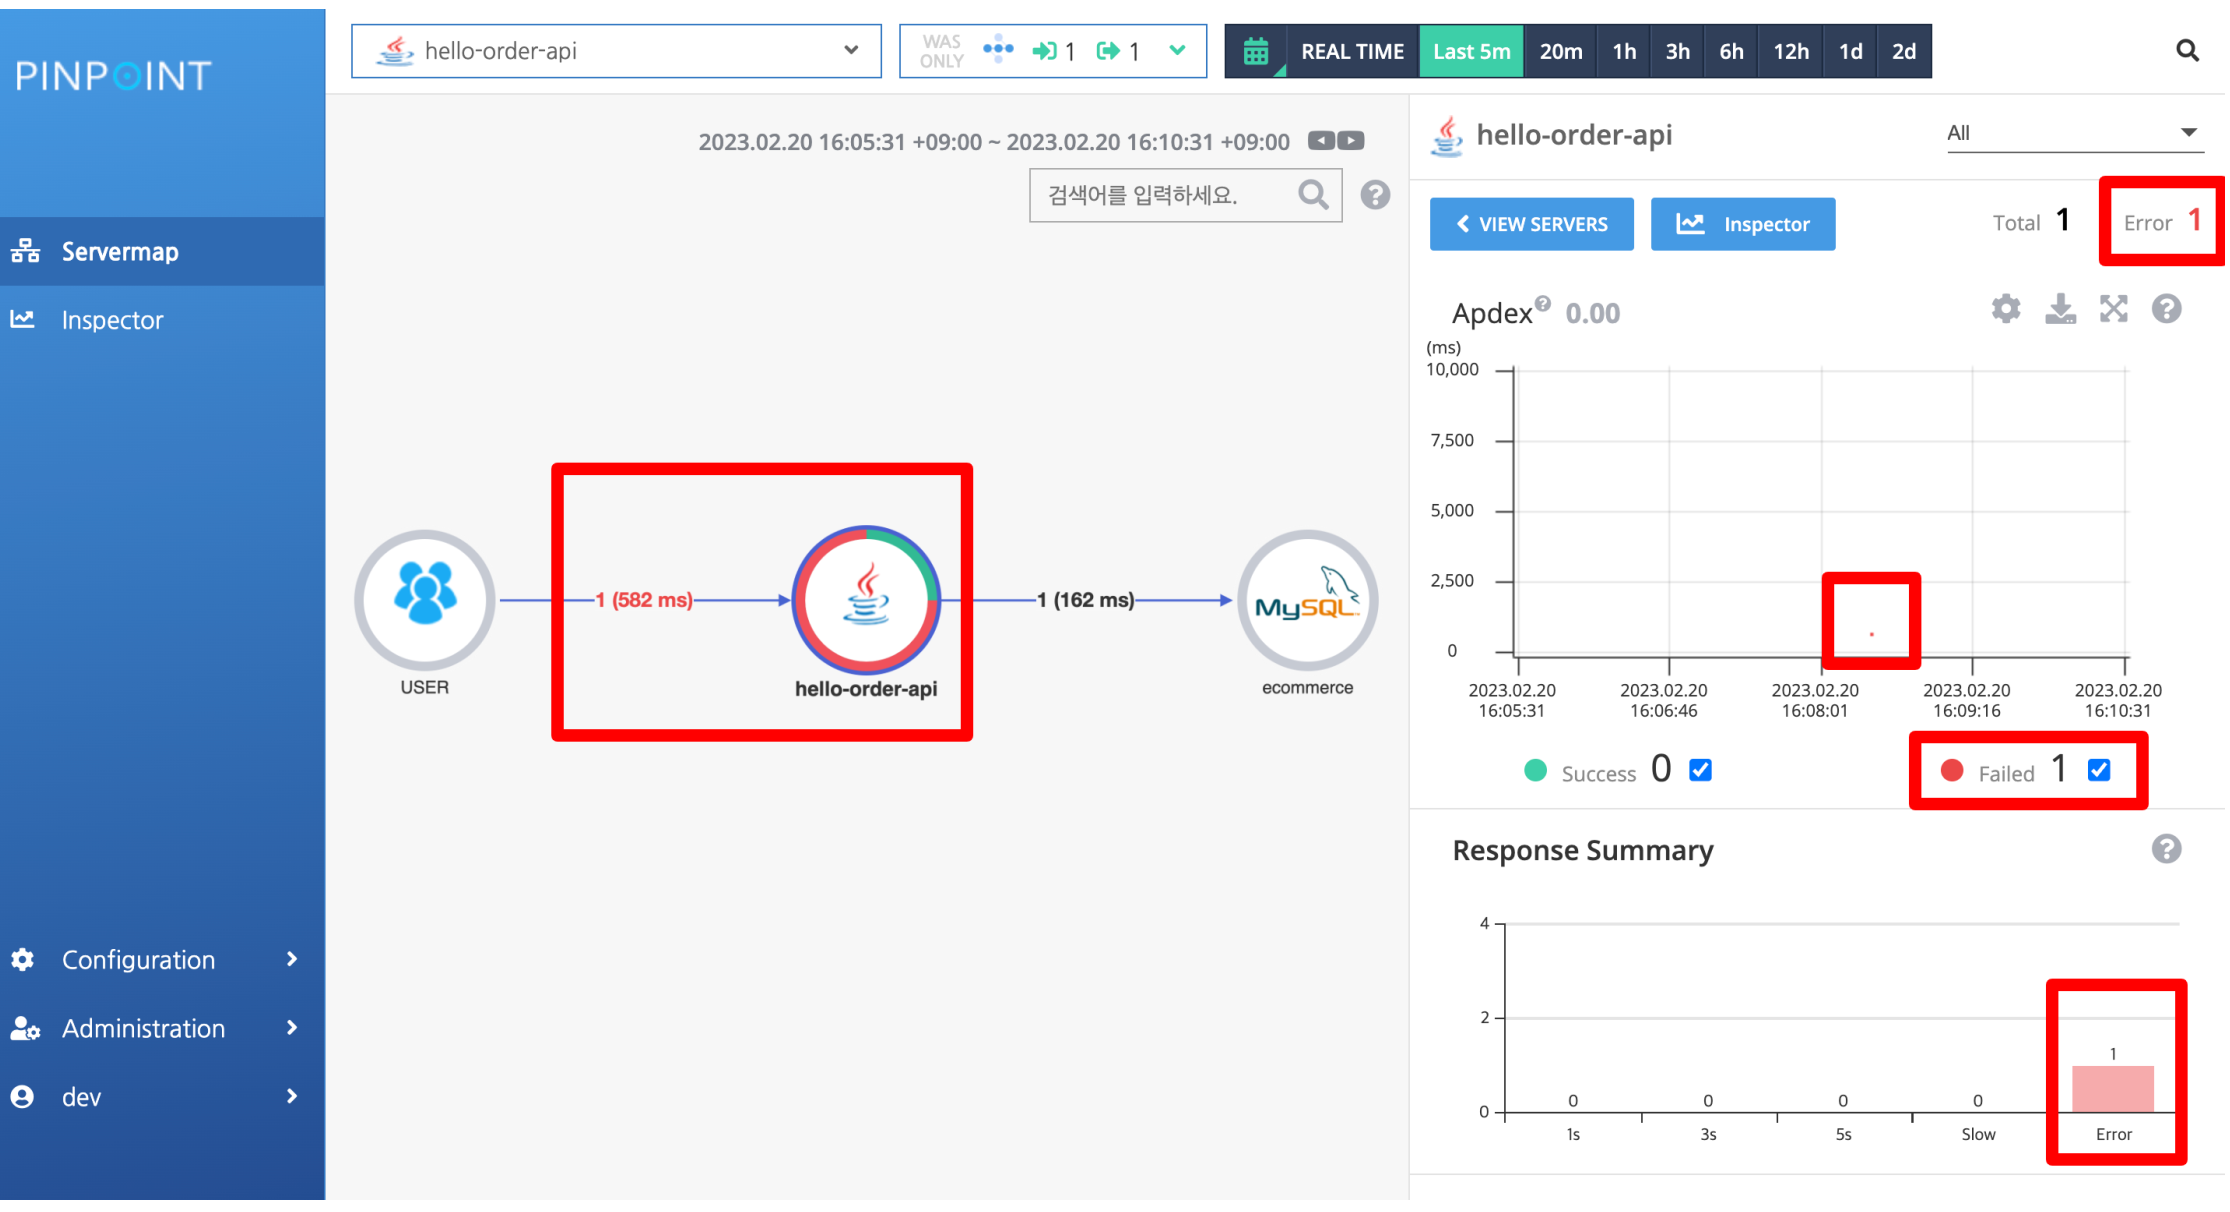 PINPOINT
Servermap
Inspector
Configuration
Administration
dev
hello-order-api
WAS ONLY 1 1
REAL TIME Last 5m 20m 1h 3h 6h 12h 1d 2d
2023.02.20 16:05:31 +09:00 ~ 2023.02.20 16:10:31 +09:00
검색어를 입력하세요.
USER
1 (582 ms)
hello-order-api
1 (162 ms)
MySQL
ecommerce
hello-order-api
All
VIEW SERVERS
Inspector
Total 1
Error 1
Apdex 0.00
(ms)
10,000
7,500
5,000
2,500
0
2023.02.20 16:05:31
2023.02.20 16:06:46
2023.02.20 16:08:01
2023.02.20 16:09:16
2023.02.20 16:10:31
Success 0
Failed 1
Response Summary
4
2
0
0 0 0 0 1
1s 3s 5s Slow Error